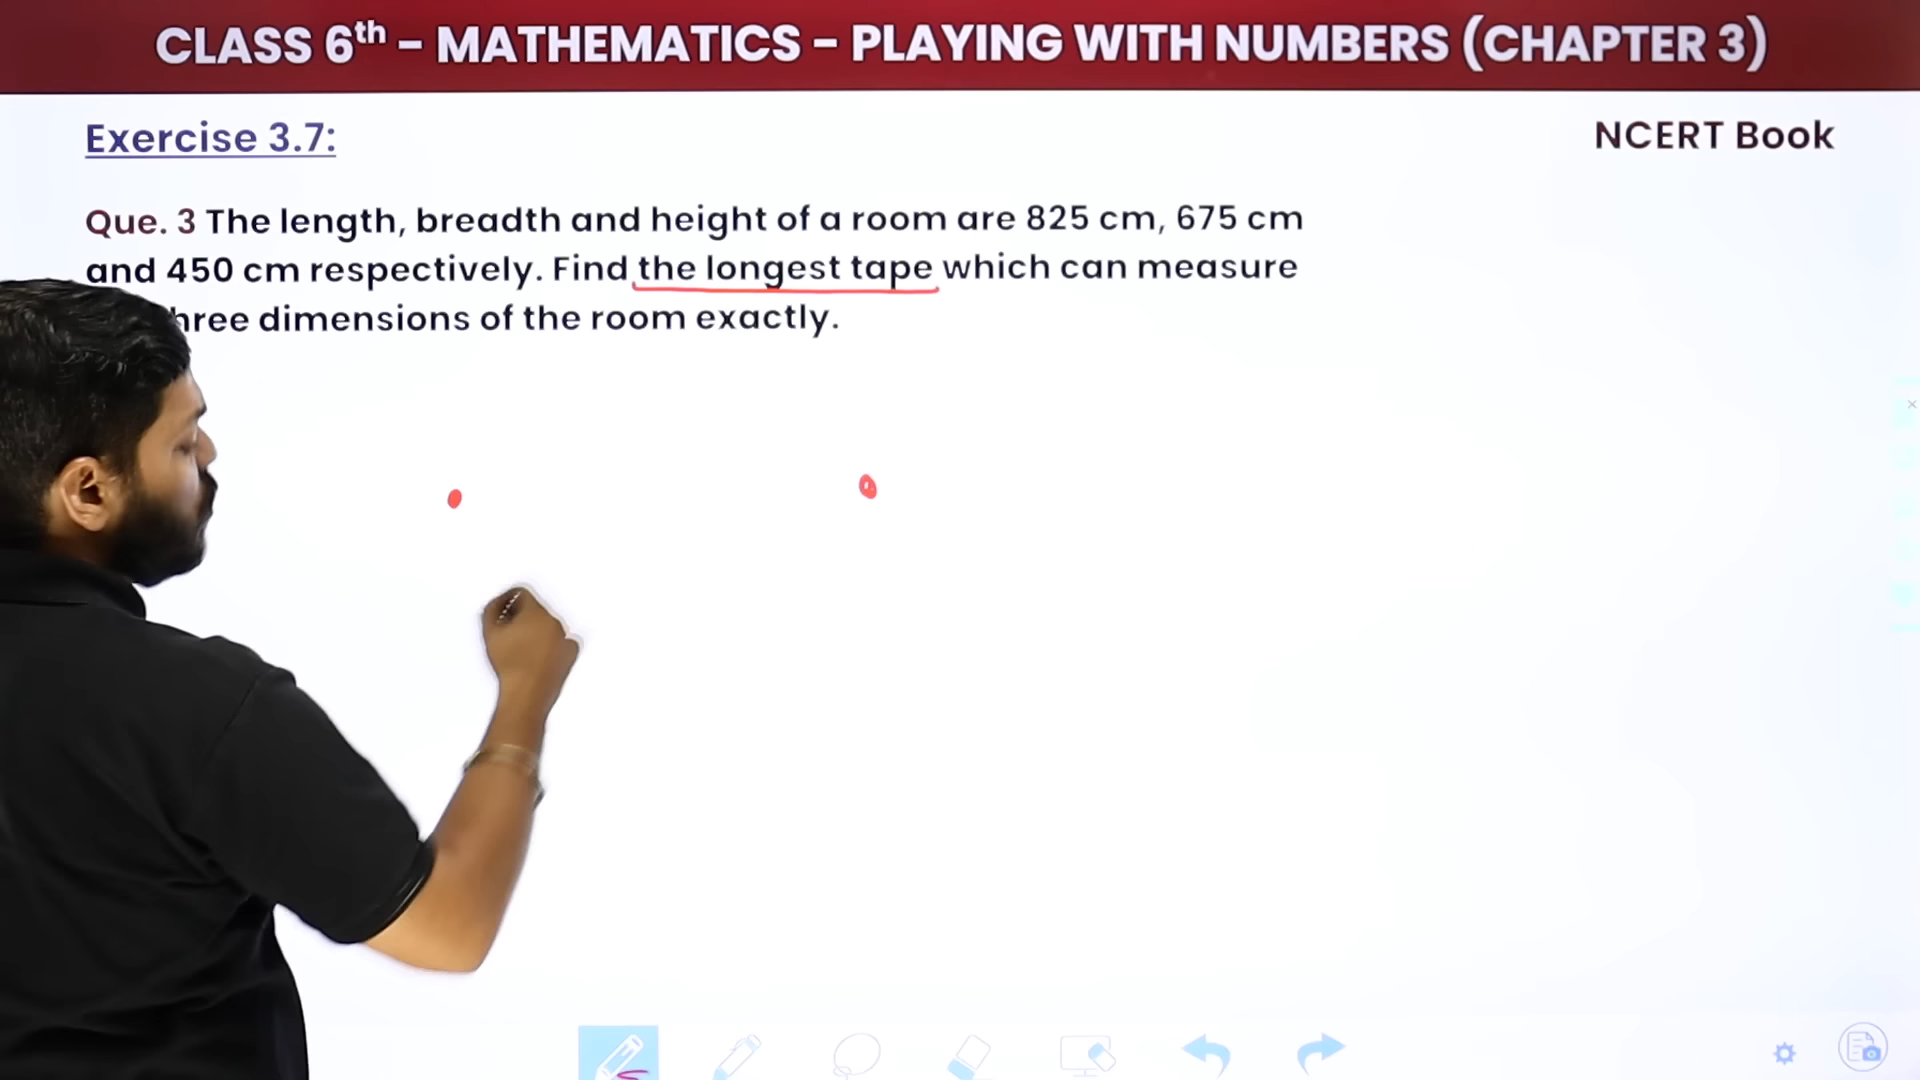 CLASS 6th – MATHEMATICS – PLAYING WITH NUMBERS (CHAPTER 3)
Exercise 3.7:
NCERT Book
Que. 3 The length, breadth and height of a room are 825 cm, 675 cm
and 450 cm respectively. Find the longest tape which can measure
hree dimensions of the room exactly.